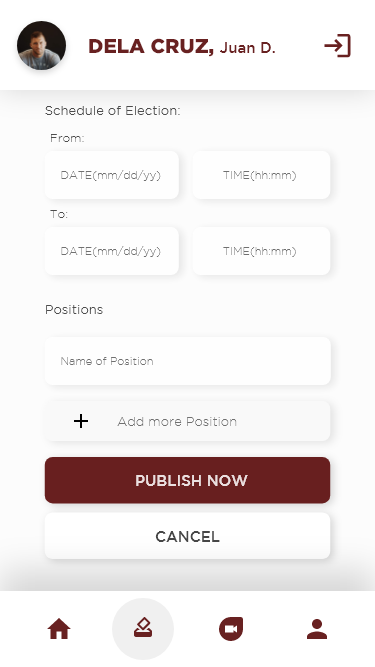 DELA CRUZ, Juan D.
Schedule of Election:
From:
DATE(mm/dd/yy) TIME(hh:mm)
To:
DATE(mm/dd/yy) TIME(hh:mm)
Positions
Name of Position
+ Add more Position
PUBLISH NOW
CANCEL